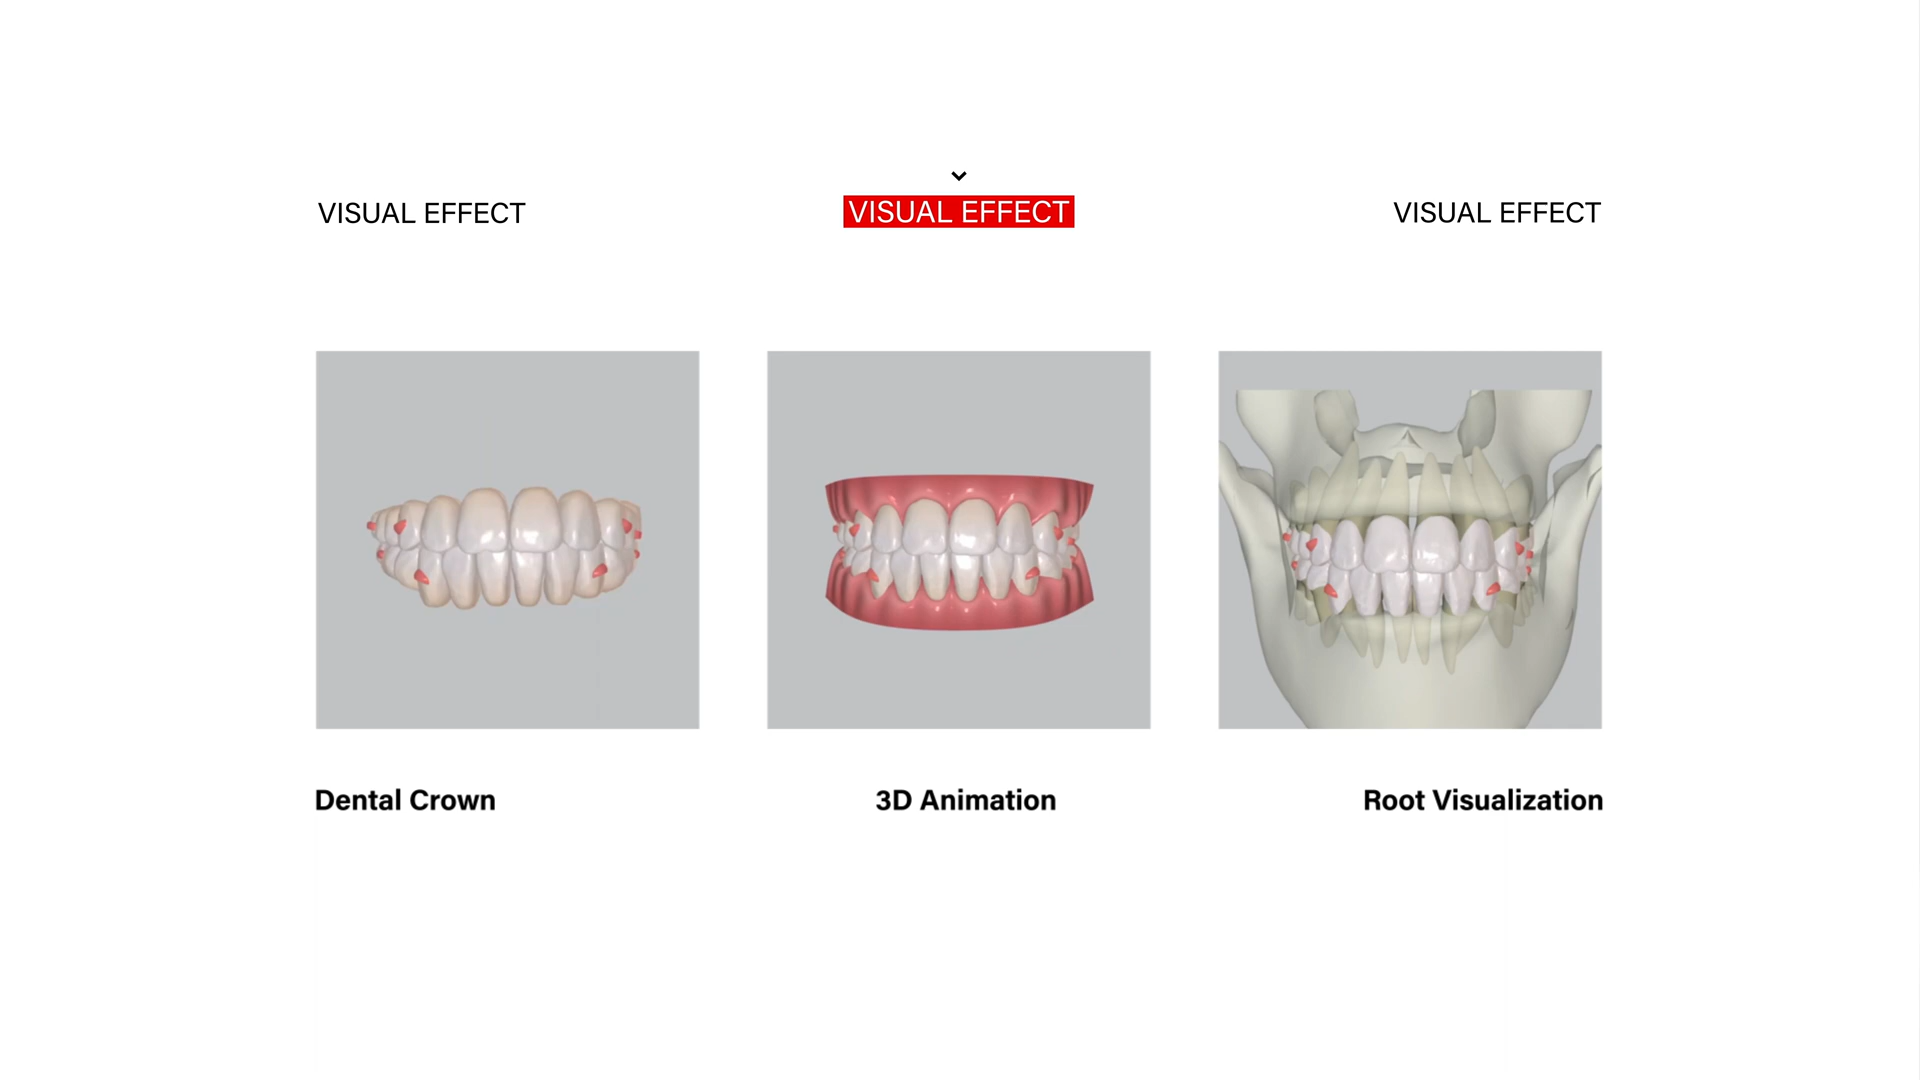 VISUAL EFFECT
VISUAL EFFECT
VISUAL EFFECT
Dental Crown
3D Animation
Root Visualization